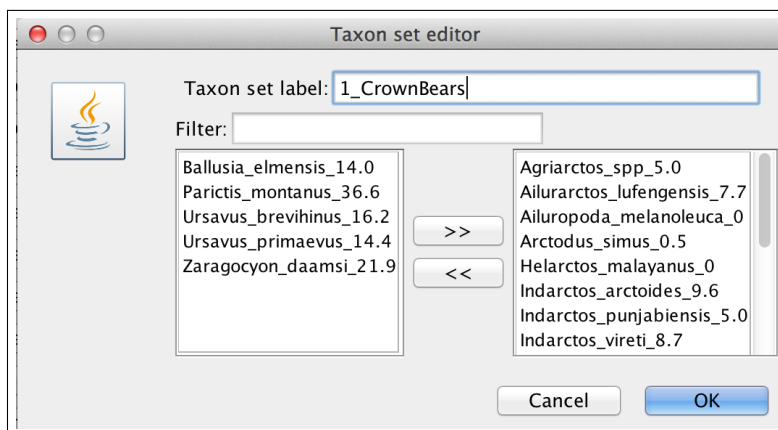 Taxon set editor
Taxon set label: 1_CrownBears
Filter:
Ballusia_elmensis_14.0
Parictis_montanus_36.6
Ursavus_brevihinus_16.2
Ursavus_primaevus_14.4
Zaragocyon_daamsi_21.9
>>
<<
Agriarctos_spp_5.0
Ailurarctos_lufengensis_7.7
Ailuropoda_melanoleuca_0
Arctodus_simus_0.5
Helarctos_malayanus_0
Indarctos_arctoides_9.6
Indarctos_punjabiensis_5.0
Indarctos_vireti_8.7
Cancel
OK